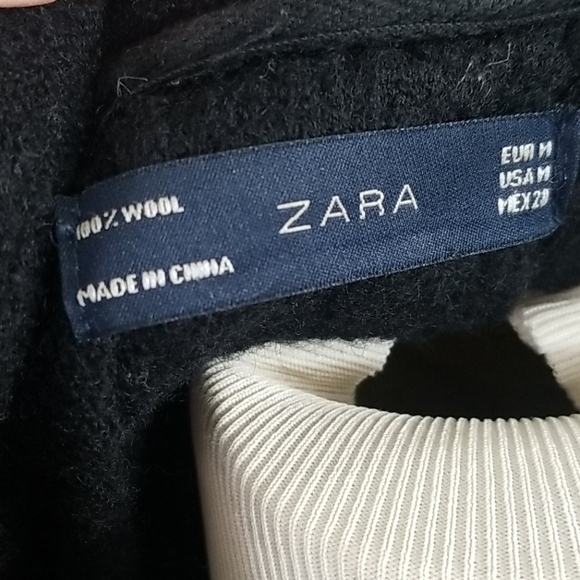 100% WOOL
MADE IN CHINA
ZARA
EUR M
USA M
MEX 28